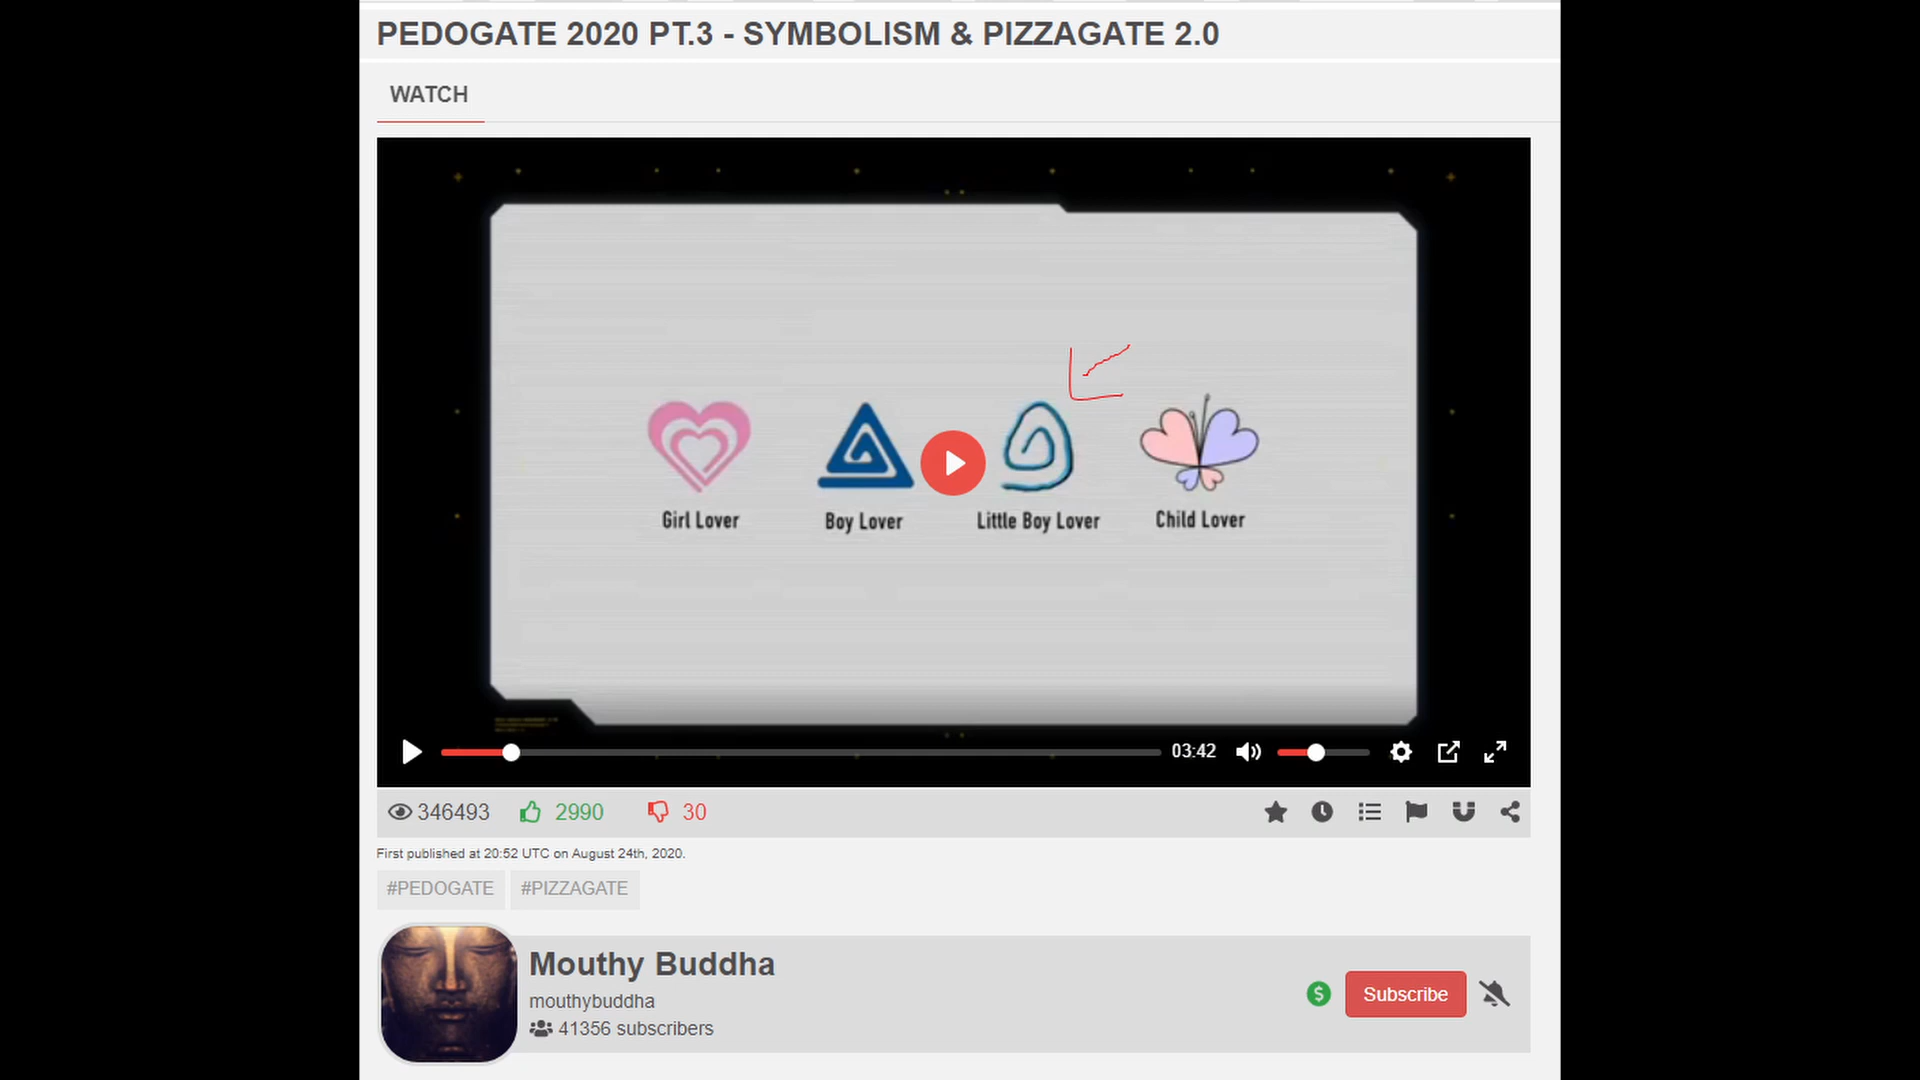 PEDOGATE 2020 PT.3 - SYMBOLISM & PIZZAGATE 2.0
WATCH
Girl Lover
Boy Lover
Little Boy Lover
Child Lover
03:42
346493
2990
30
First published at 20:52 UTC on August 24th, 2020.
#PEDOGATE
#PIZZAGATE
Mouthy Buddha
mouthybuddha
41356 subscribers
$
Subscribe